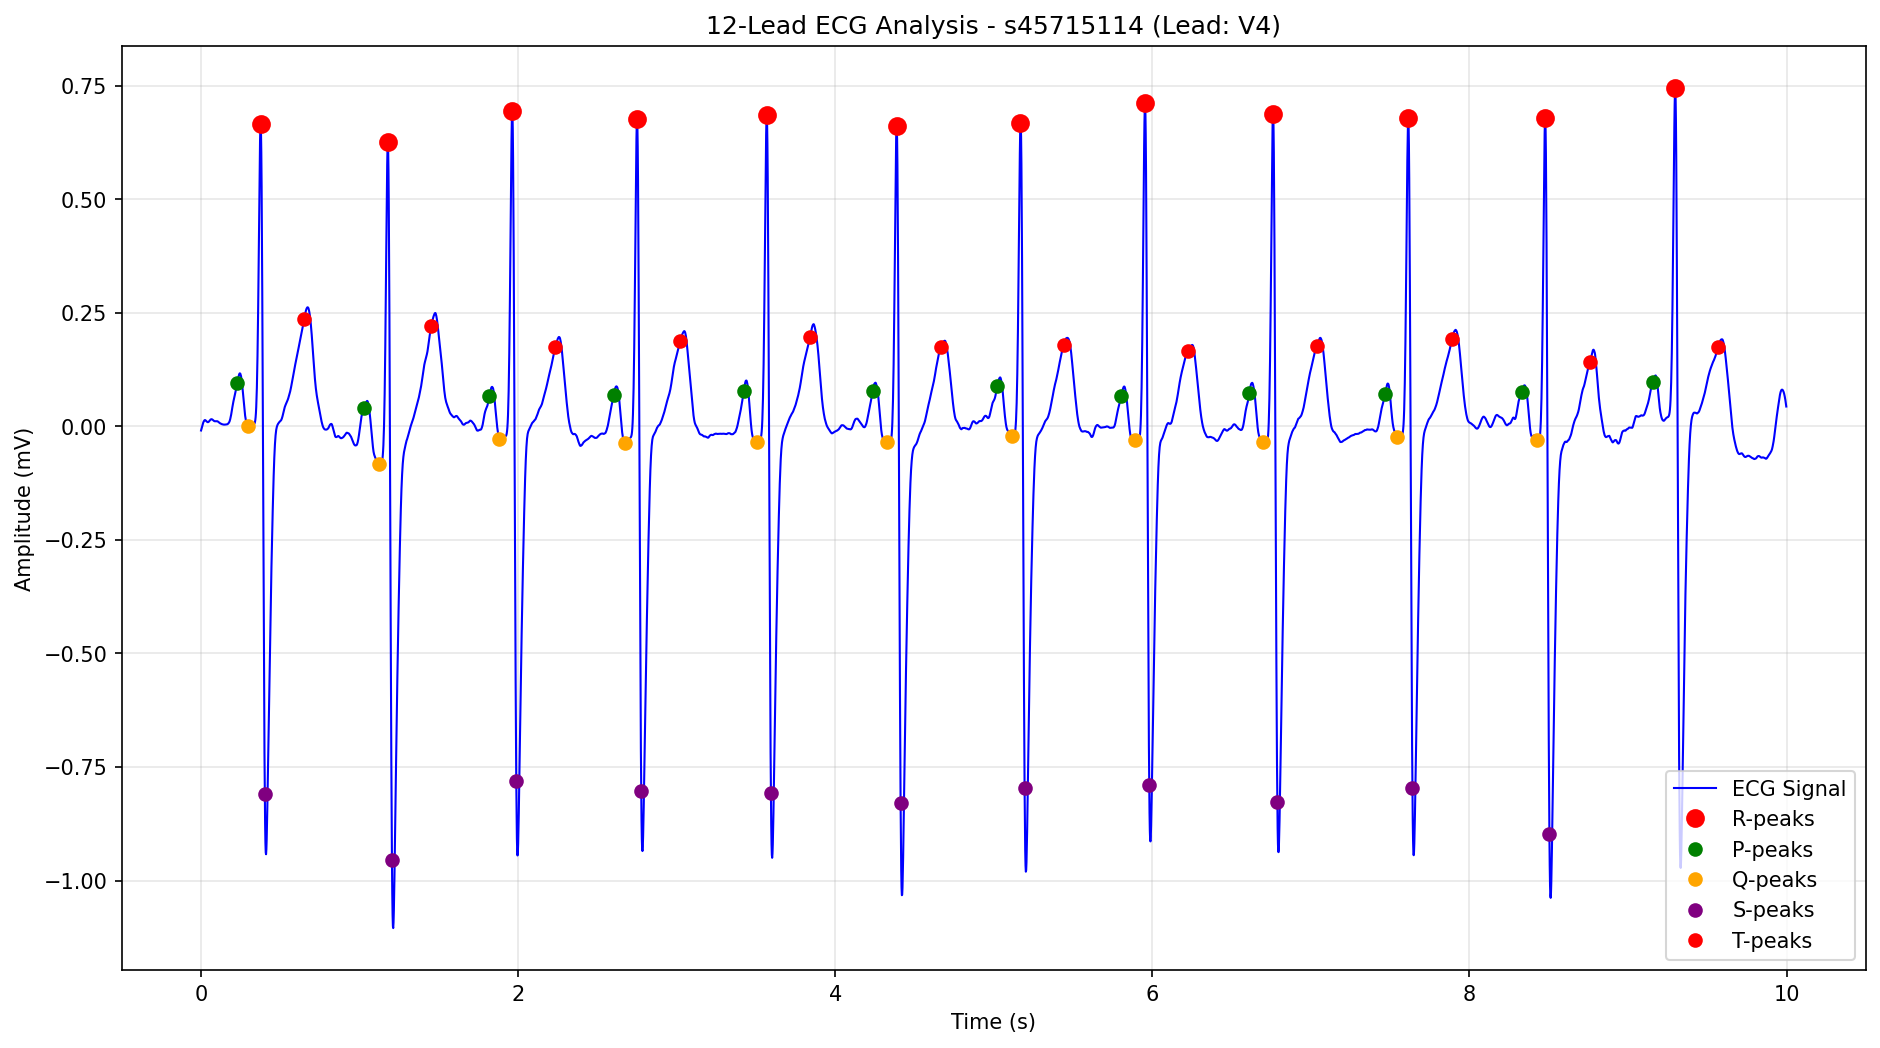 12-Lead ECG Analysis - s45715114 (Lead: V4)
Amplitude (mV)
0.75
0.50
0.25
0.00
−0.25
−0.50
−0.75
−1.00
ECG Signal
R-peaks
P-peaks
Q-peaks
S-peaks
T-peaks
0 2 4 6 8 10
Time (s)